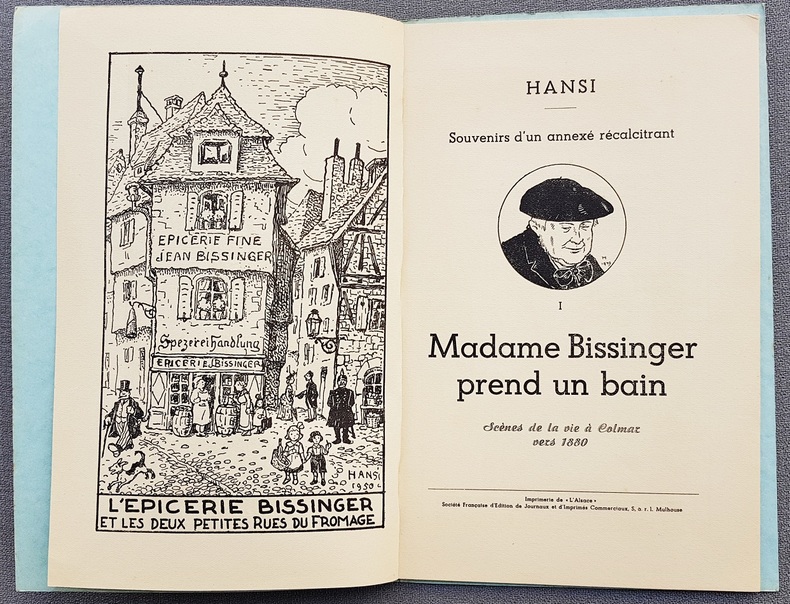 EPICERIE FINE
JEAN BISSINGER
Spezereihandlung
EPICERIE J.BISSINGER
HANSI
1950
L'EPICERIE BISSINGER
ET LES DEUX PETITES RUES DU FROMAGE
HANSI
Souvenirs d'un annexé récalcitrant
I
Madame Bissinger
prend un bain
Scènes de la vie à Colmar
vers 1880
Imprimerie de « L'Alsace »
Société Française d'Edition de Journaux et d'Imprimés Commerciaux, S. à r. l. Mulhouse